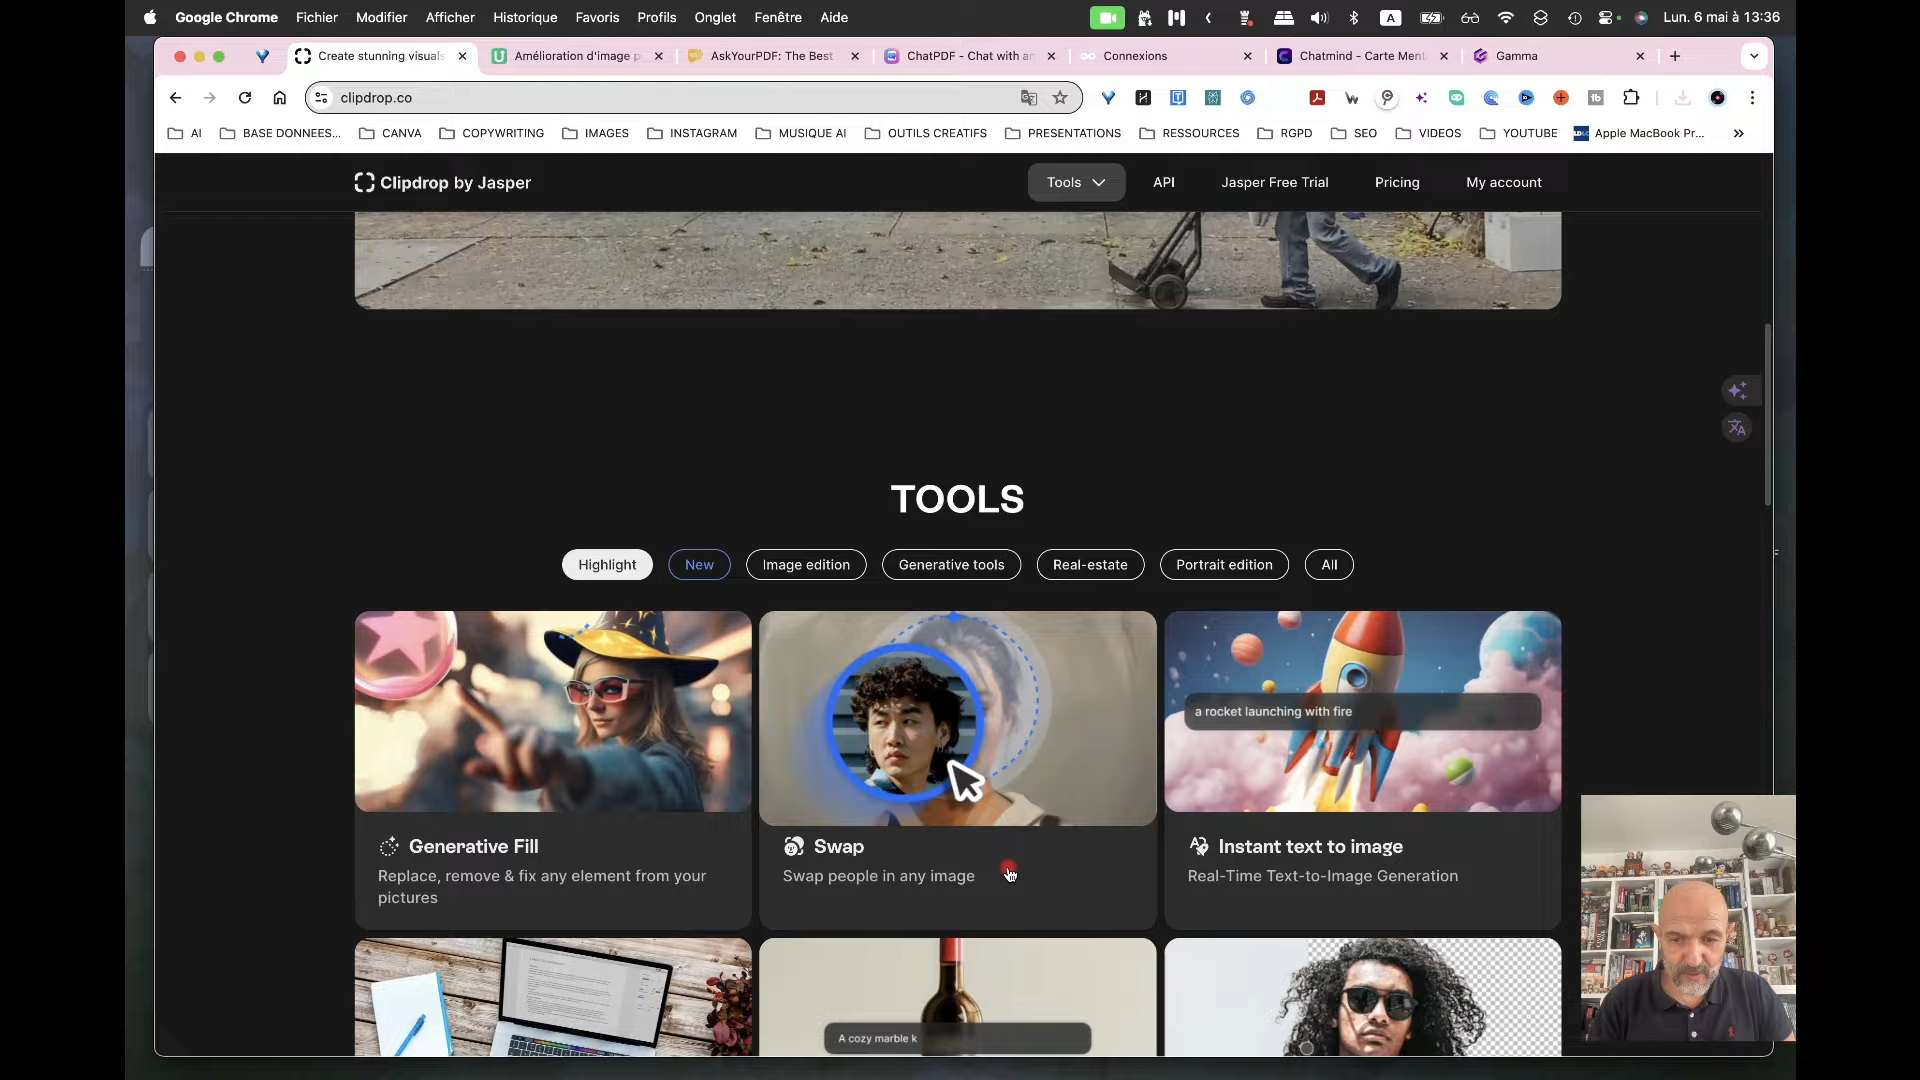 Google Chrome Fichier Modifier Afficher Historique Favoris Profils Onglet Fenêtre Aide
A
Lun. 6 mai à 13:36
Create stunning visuals
Amélioration d'image p
AskYourPDF: The Best
ChatPDF - Chat with an
Connexions
Chatmind - Carte Ment
Gamma
clipdrop.co
AI
BASE DONNEES...
CANVA
COPYWRITING
IMAGES
INSTAGRAM
MUSIQUE AI
OUTILS CREATIFS
PRESENTATIONS
RESSOURCES
RGPD
SEO
VIDEOS
YOUTUBE
Apple MacBook Pr...
Clipdrop by Jasper
Tools
API
Jasper Free Trial
Pricing
My account
TOOLS
Highlight
New
Image edition
Generative tools
Real-estate
Portrait edition
All
a rocket launching with fire
Generative Fill
Replace, remove & fix any element from your
pictures
Swap
Swap people in any image
Instant text to image
Real-Time Text-to-Image Generation
A cozy marble k